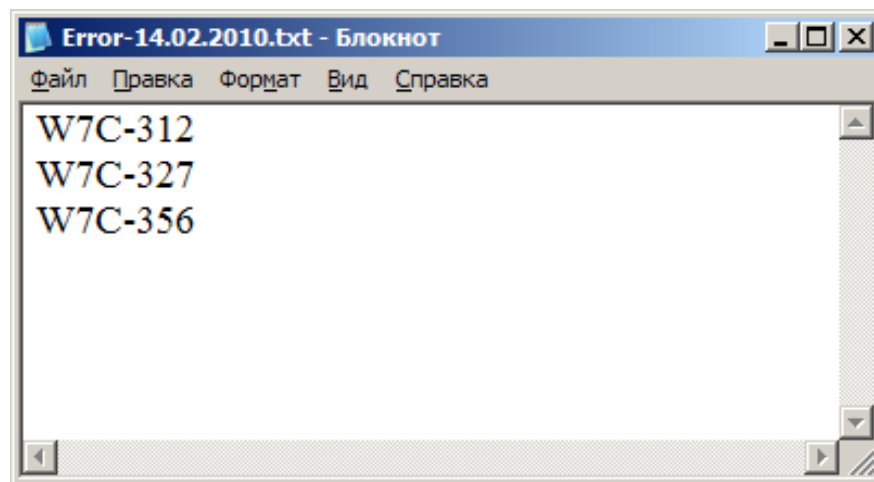 Error-14.02.2010.txt - Блокнот
Файл Правка Формат Вид Справка
W7C-312
W7C-327
W7C-356